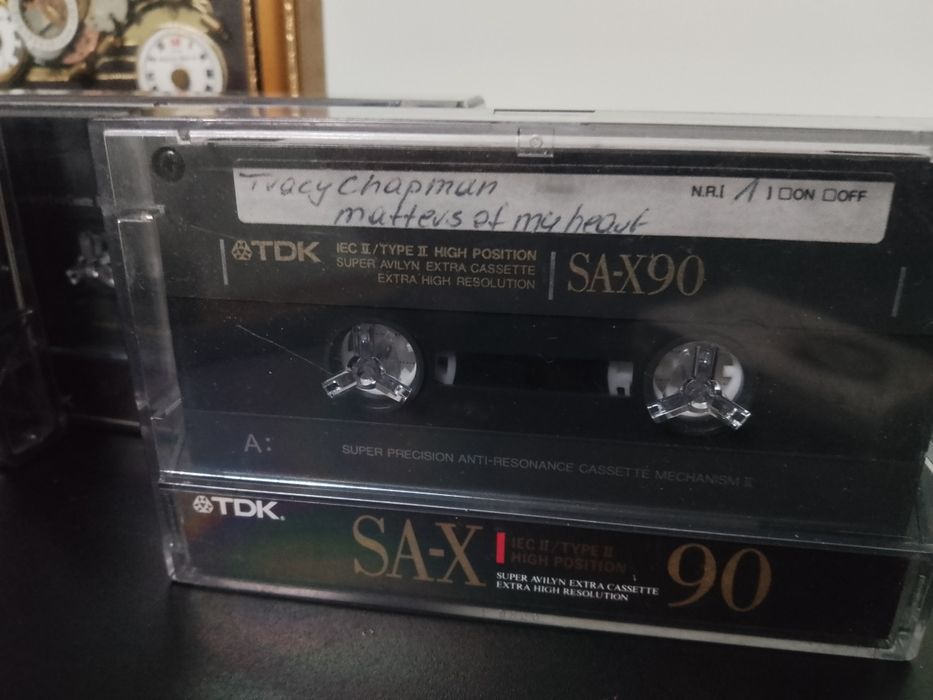 Tracy Chapman N.R.[ 1 ] □ON □OFF
matters of my heart
TDK IEC II/TYPE II HIGH POSITION
SUPER AVILYN EXTRA CASSETTE
EXTRA HIGH RESOLUTION
SA-X90
A:
SUPER PRECISION ANTI-RESONANCE CASSETTE MECHANISM II
TDK.
SA-X
IEC II/TYPE II
HIGH POSITION
SUPER AVILYN EXTRA CASSETTE
EXTRA HIGH RESOLUTION
90